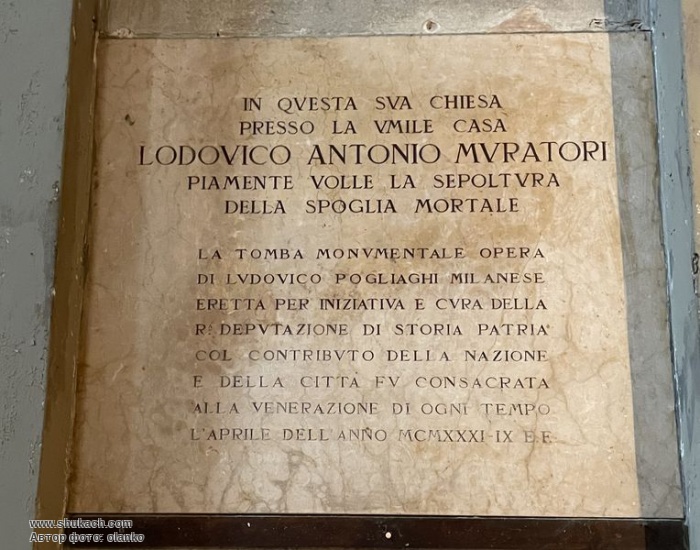 IN QVESTA SVA CHIESA
PRESSO LA VMILE CASA
LODOVICO ANTONIO MVRATORI
PIAMENTE VOLLE LA SEPOLTVRA
DELLA SPOGLIA MORTALE
LA TOMBA MONVMENTALE OPERA
DI LVDOVICO POGLIAGHI MILANESE
ERETTA PER INIZIATIVA E CVRA DELLA
R. DEPVTAZIONE DI STORIA PATRIA
COL CONTRIBVTO DELLA NAZIONE
E DELLA CITTÀ FV CONSACRATA
ALLA VENERAZIONE DI OGNI TEMPO
L'APRILE DELL'ANNO MCMXXXI-IX E.F.
www.shukach.com
Автор фото: olanko